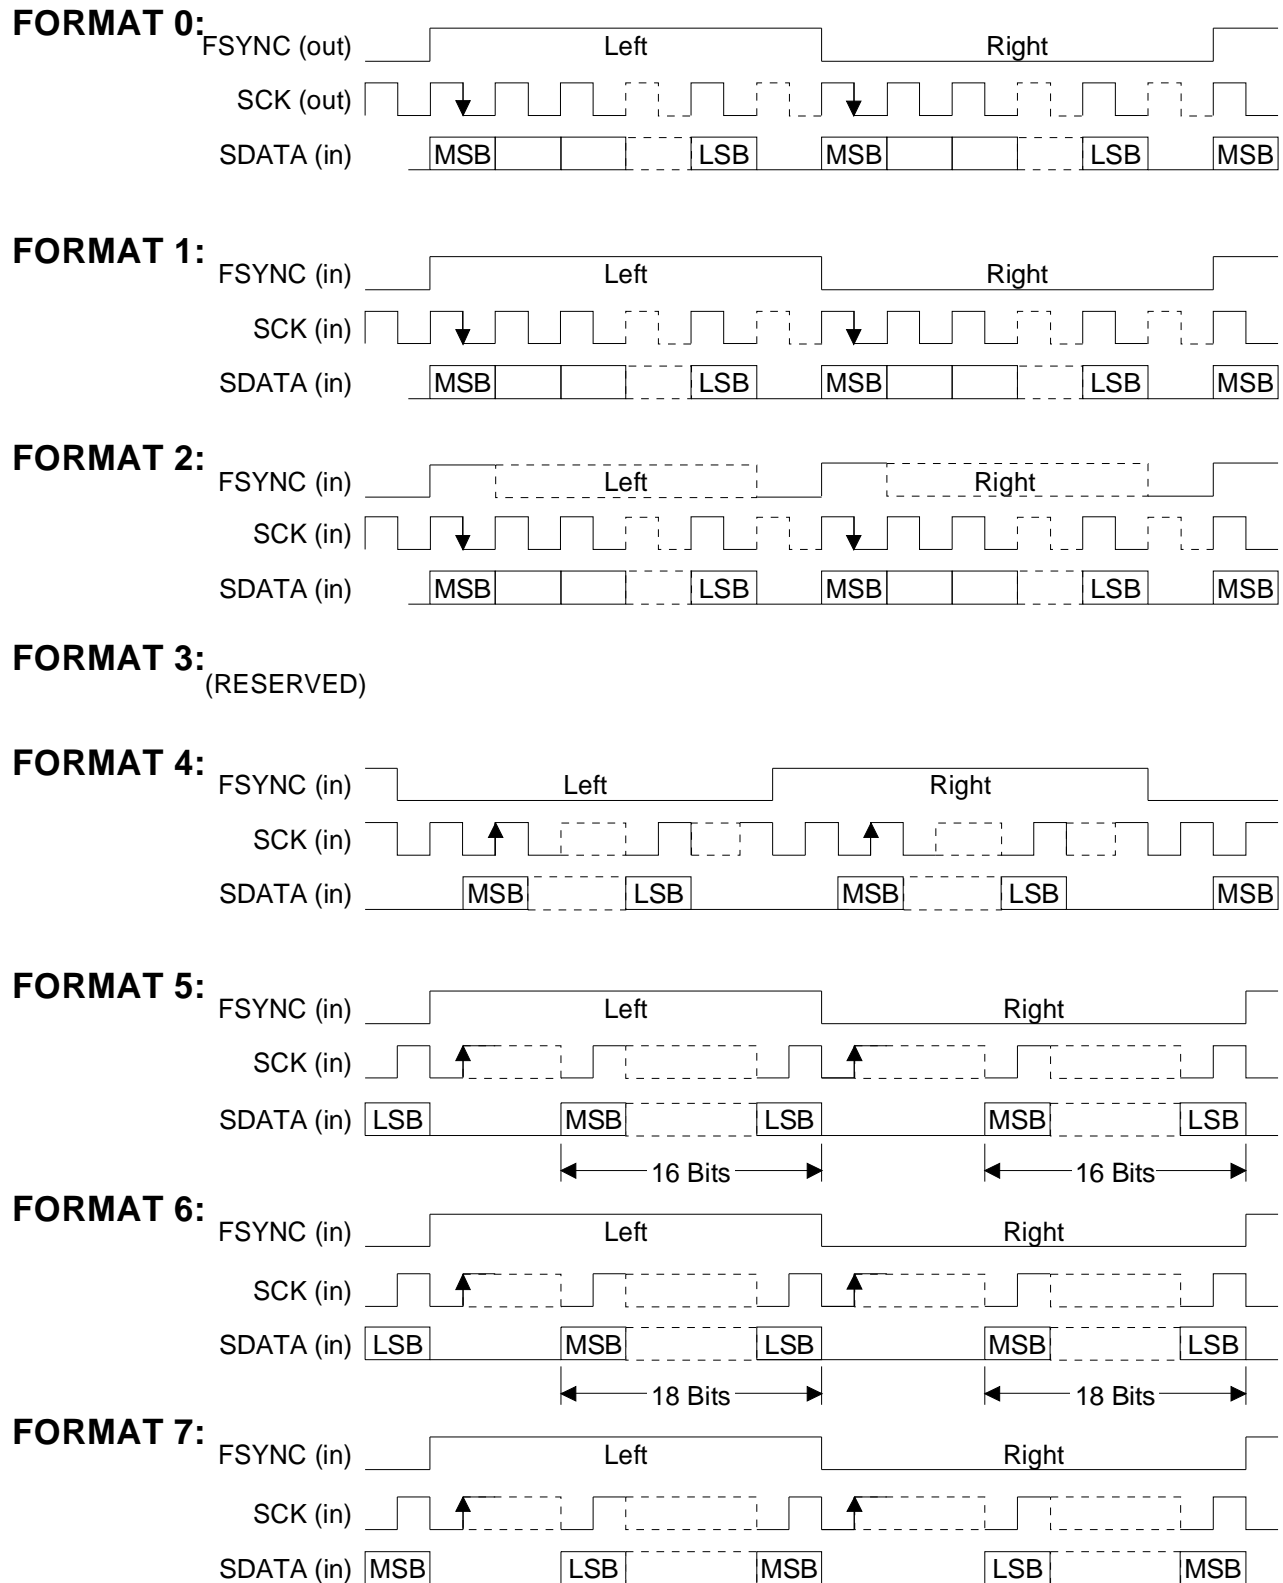 FORMAT 0:
FSYNC (out) Left Right
SCK (out)
SDATA (in) MSB LSB MSB LSB MSB
FORMAT 1:
FSYNC (in) Left Right
SCK (in)
SDATA (in) MSB LSB MSB LSB MSB
FORMAT 2:
FSYNC (in) Left Right
SCK (in)
SDATA (in) MSB LSB MSB LSB MSB
FORMAT 3:
(RESERVED)
FORMAT 4:
FSYNC (in) Left Right
SCK (in)
SDATA (in) MSB LSB MSB LSB MSB
FORMAT 5:
FSYNC (in) Left Right
SCK (in)
SDATA (in) LSB MSB LSB MSB LSB
16 Bits 16 Bits
FORMAT 6:
FSYNC (in) Left Right
SCK (in)
SDATA (in) LSB MSB LSB MSB LSB
18 Bits 18 Bits
FORMAT 7:
FSYNC (in) Left Right
SCK (in)
SDATA (in) MSB LSB MSB LSB MSB